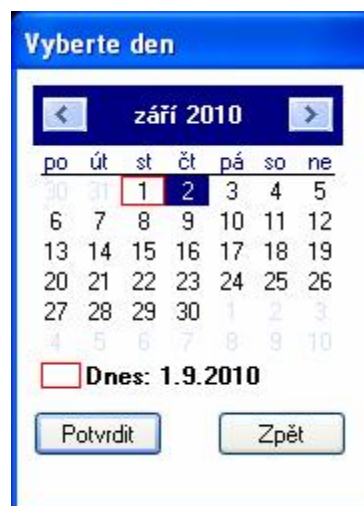 Vyberte den
< září 2010 >
po út st čt pá so ne
30 31 1 2 3 4 5
6 7 8 9 10 11 12
13 14 15 16 17 18 19
20 21 22 23 24 25 26
27 28 29 30 1 2 3
4 5 6 7 8 9 10
Dnes: 1.9.2010
Potvrdit Zpět